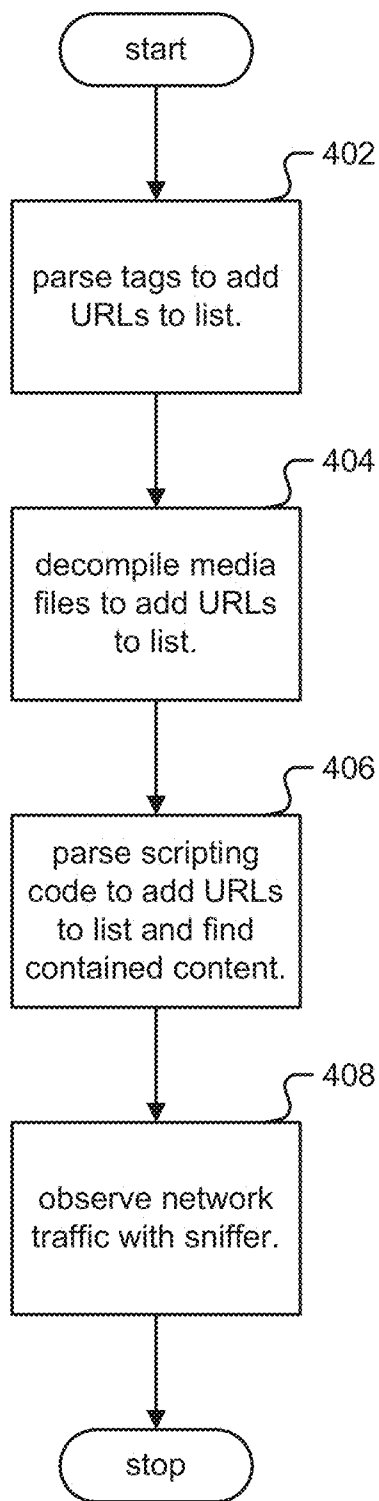 start
402
parse tags to add
URLs to list.
404
decompile media
files to add URLs
to list.
406
parse scripting
code to add URLs
to list and find
contained content.
408
observe network
traffic with sniffer.
stop